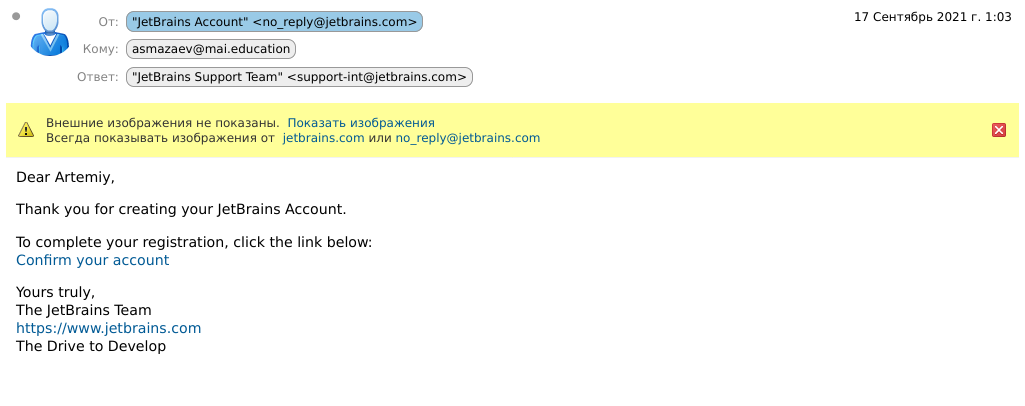 От: "JetBrains Account" <no_reply@jetbrains.com> 17 Сентябрь 2021 г. 1:03
Кому: asmazaev@mai.education
Ответ: "JetBrains Support Team" <support-int@jetbrains.com>
Внешние изображения не показаны. Показать изображения
Всегда показывать изображения от jetbrains.com или no_reply@jetbrains.com
Dear Artemiy,
Thank you for creating your JetBrains Account.
To complete your registration, click the link below:
Confirm your account
Yours truly,
The JetBrains Team
https://www.jetbrains.com
The Drive to Develop